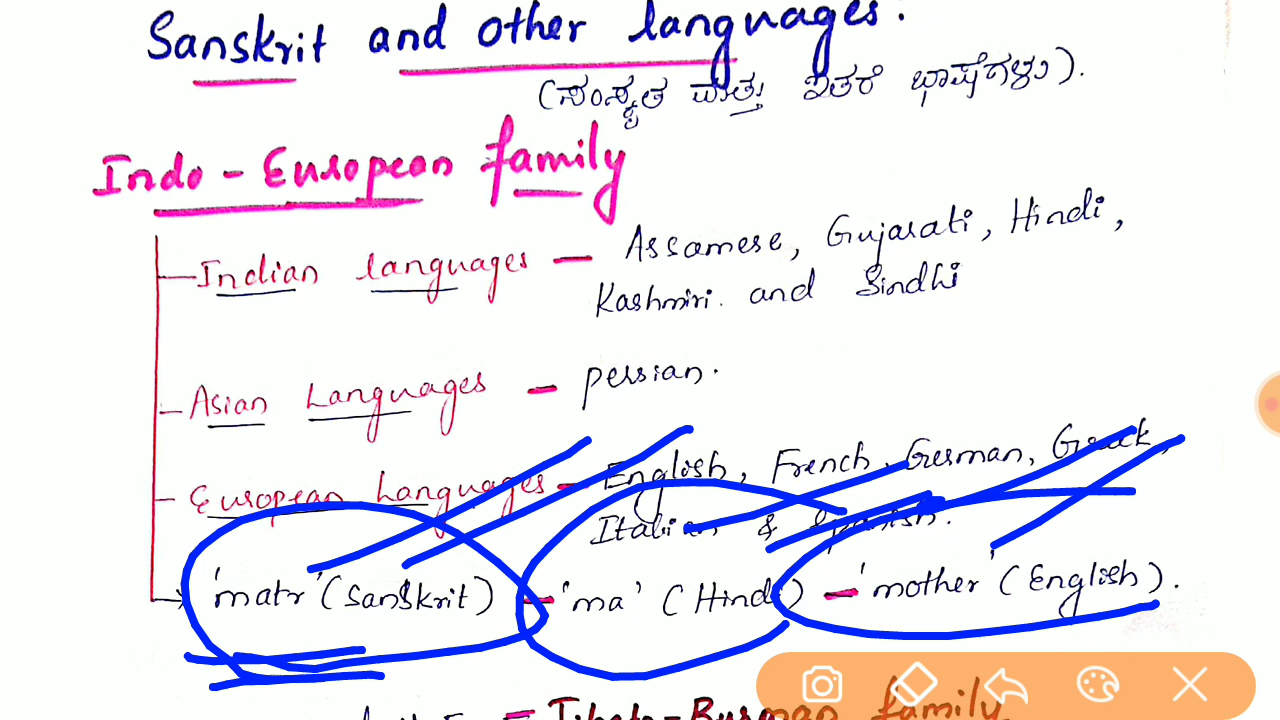 Sanskrit and other languages.
(ಸಂಸ್ಕೃತ ಮತ್ತು ಇತರೆ ಭಾಷೆಗಳು).
Indo - European family
Indian languages — Assamese, Gujarati, Hindi,
Kashmiri. and Sindhi
Asian Languages — persian.
European Languages — English, French, German, Greek,
Italian & Spanish.
'matr' (Sanskrit) — 'ma' (Hindi) — 'mother' (English).
= Tibeto-Burman family